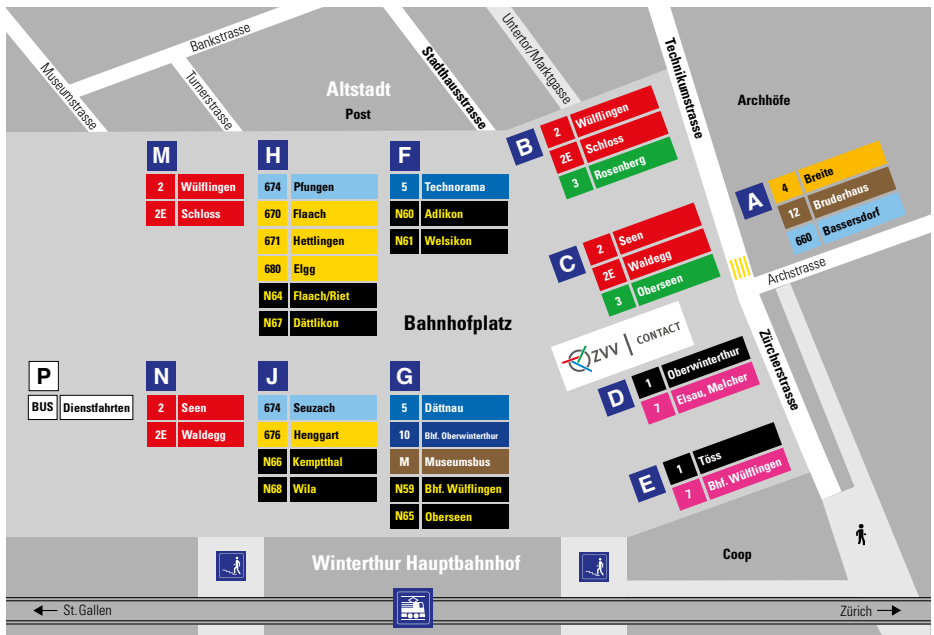 Bankstrasse
Museumstrasse
Turnerstrasse
Altstadt
Post
Stadthausstrasse
Untertor/Marktgasse
Technikumstrasse
Archhöfe
M
2 Wülflingen
2E Schloss
H
674 Pfungen
670 Flaach
671 Hettlingen
680 Elgg
N64 Flaach/Riet
N67 Dättlikon
F
5 Technorama
N60 Adlikon
N61 Welsikon
B
2 Wülflingen
2E Schloss
3 Rosenberg
A
4 Breite
12 Bruderhaus
660 Bassersdorf
C
2 Seen
2E Waldegg
3 Oberseen
Archstrasse
Bahnhofplatz
ZVV | CONTACT
Zürcherstrasse
P
BUS Dienstfahrten
N
2 Seen
2E Waldegg
J
674 Seuzach
676 Henggart
N66 Kemptthal
N68 Wila
G
5 Dättnau
10 Bhf. Oberwinterthur
M Museumsbus
N59 Bhf. Wülflingen
N65 Oberseen
D
1 Oberwinterthur
7 Elsau, Melcher
E
1 Töss
7 Bhf. Wülflingen
Winterthur Hauptbahnhof
Coop
St. Gallen
Zürich